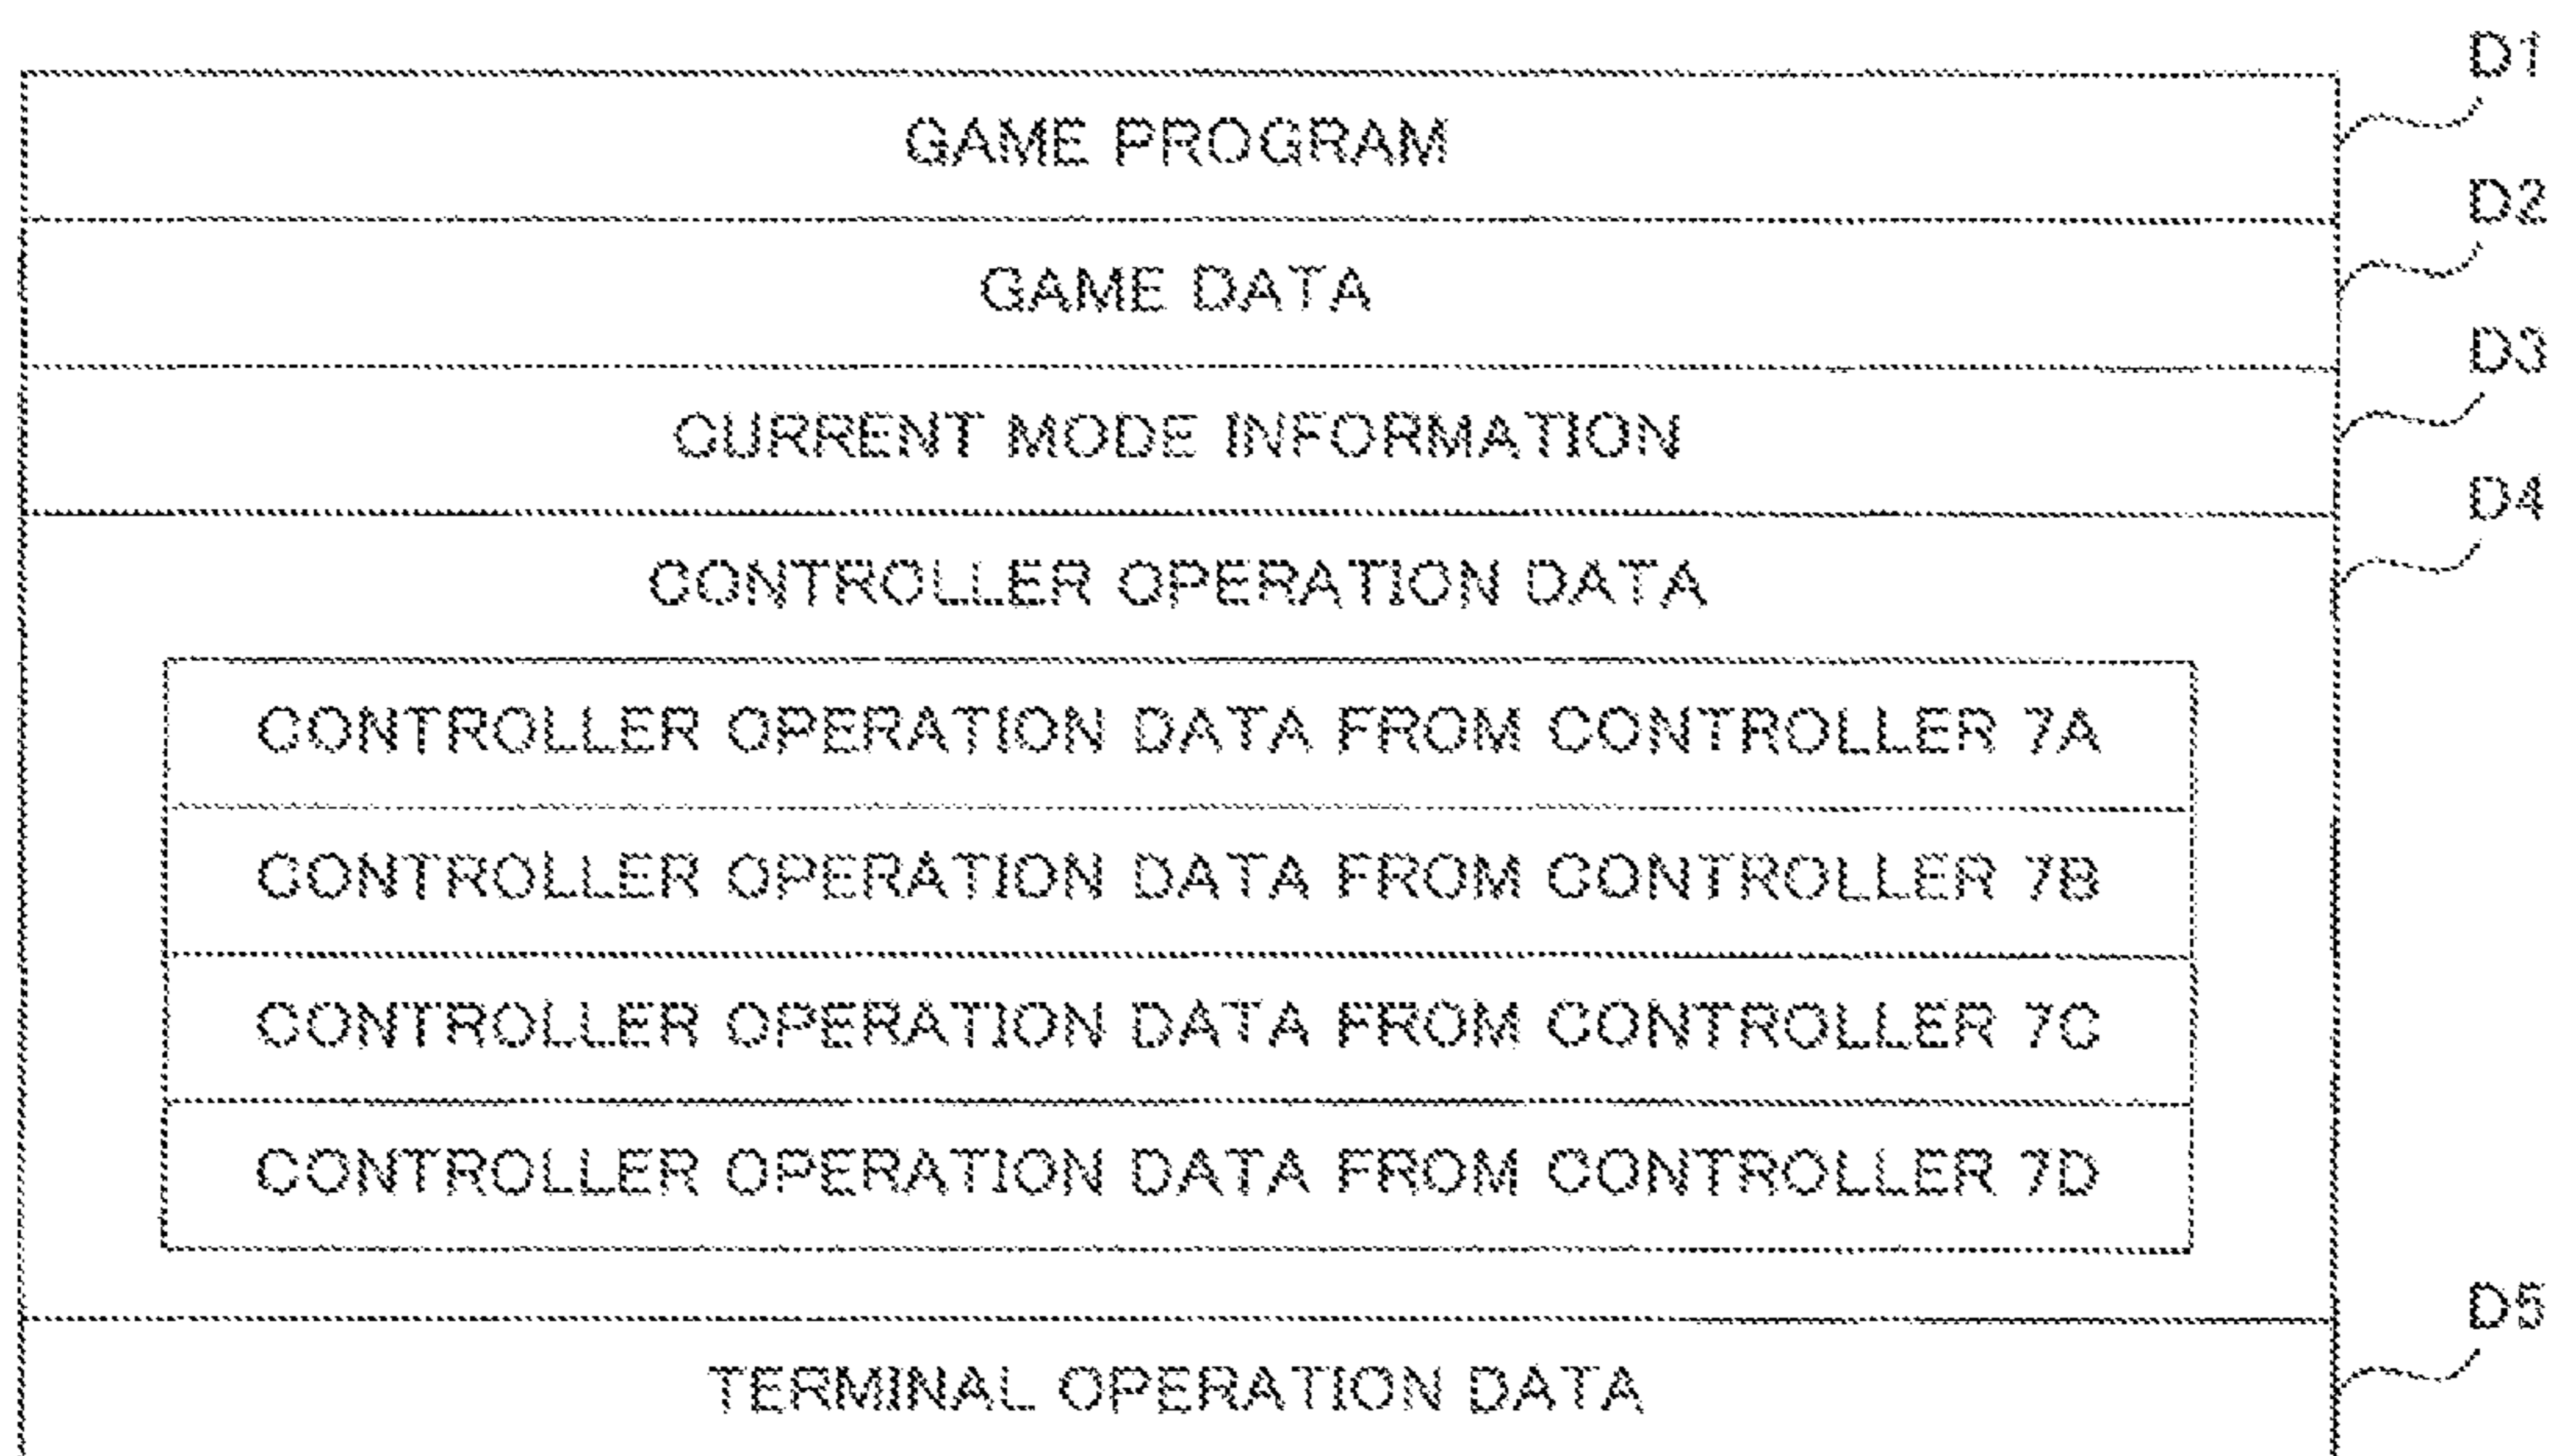 D1
GAME PROGRAM
D2
GAME DATA
D3
CURRENT MODE INFORMATION
D4
CONTROLLER OPERATION DATA
CONTROLLER OPERATION DATA FROM CONTROLLER 7A
CONTROLLER OPERATION DATA FROM CONTROLLER 7B
CONTROLLER OPERATION DATA FROM CONTROLLER 7C
CONTROLLER OPERATION DATA FROM CONTROLLER 7D
D5
TERMINAL OPERATION DATA